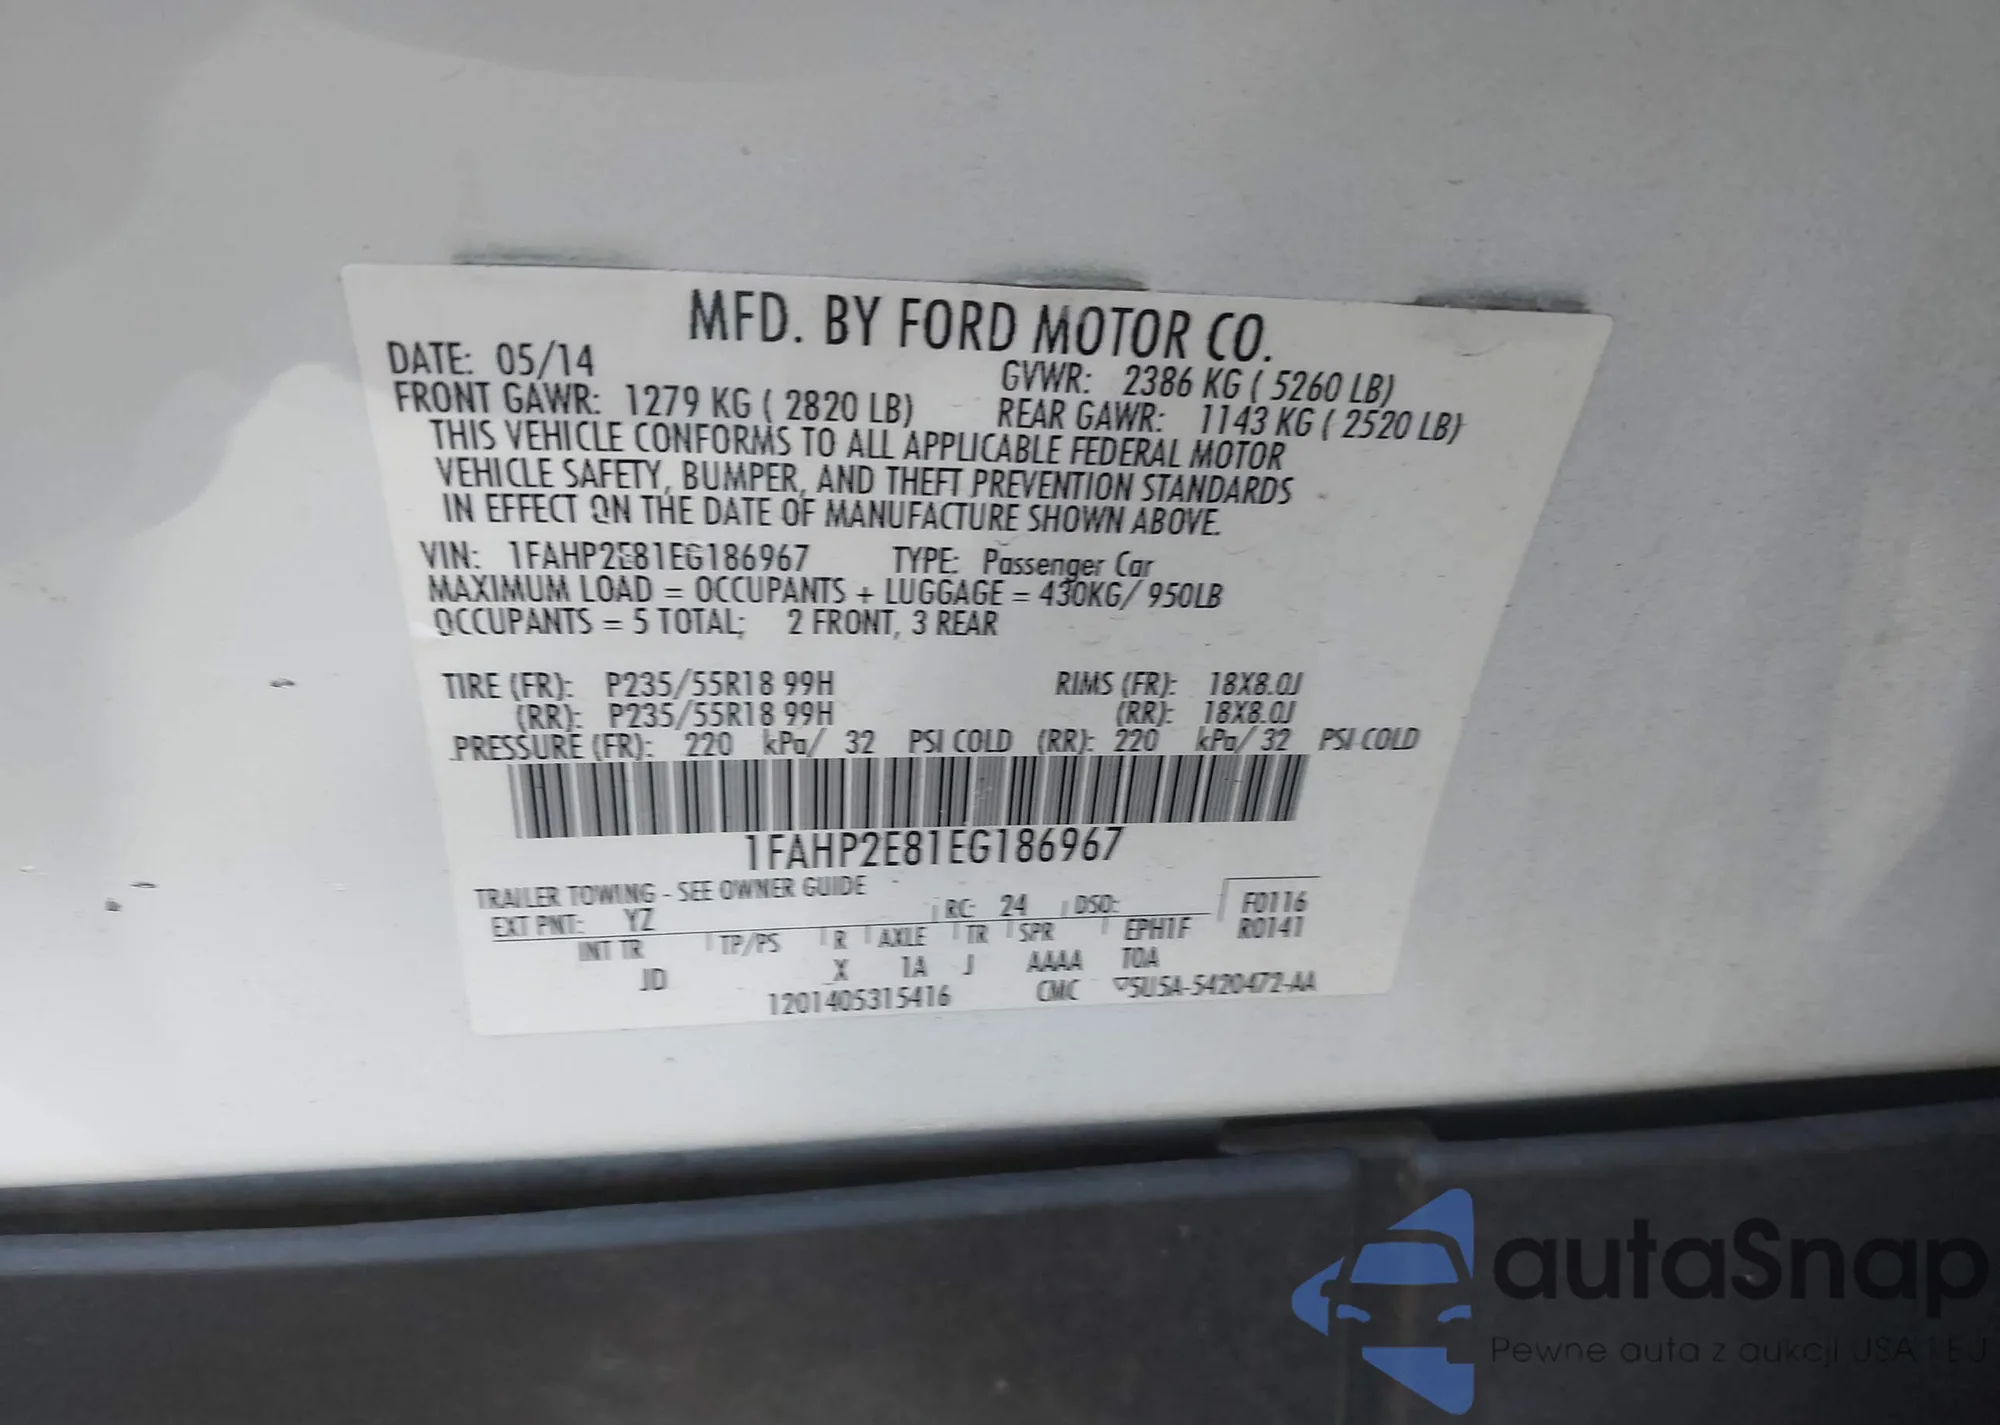 MFD. BY FORD MOTOR CO.
DATE: 05/14 GVWR: 2386 KG ( 5260 LB)
FRONT GAWR: 1279 KG ( 2820 LB) REAR GAWR: 1143 KG ( 2520 LB)
THIS VEHICLE CONFORMS TO ALL APPLICABLE FEDERAL MOTOR
VEHICLE SAFETY, BUMPER, AND THEFT PREVENTION STANDARDS
IN EFFECT ON THE DATE OF MANUFACTURE SHOWN ABOVE.
VIN: 1FAHP2E81EG186967 TYPE: Passenger Car
MAXIMUM LOAD = OCCUPANTS + LUGGAGE = 430KG/ 950LB
OCCUPANTS = 5 TOTAL; 2 FRONT, 3 REAR
TIRE (FR): P235/55R18 99H RIMS (FR): 18X8.0J
(RR): P235/55R18 99H (RR): 18X8.0J
PRESSURE (FR): 220 kPa/ 32 PSI COLD (RR): 220 kPa/ 32 PSI COLD
1FAHP2E81EG186967
TRAILER TOWING - SEE OWNER GUIDE
EXT PNT: YZ RC: 24 DSO: F0116
INT TR TP/PS R AXLE TR SPR EPH1F R0141
JD X 1A J AAAA TOA
1201405315416 CMC ▽5U5A-5420472-AA
autaSnap
Pewne auta z aukcji USA i EJ